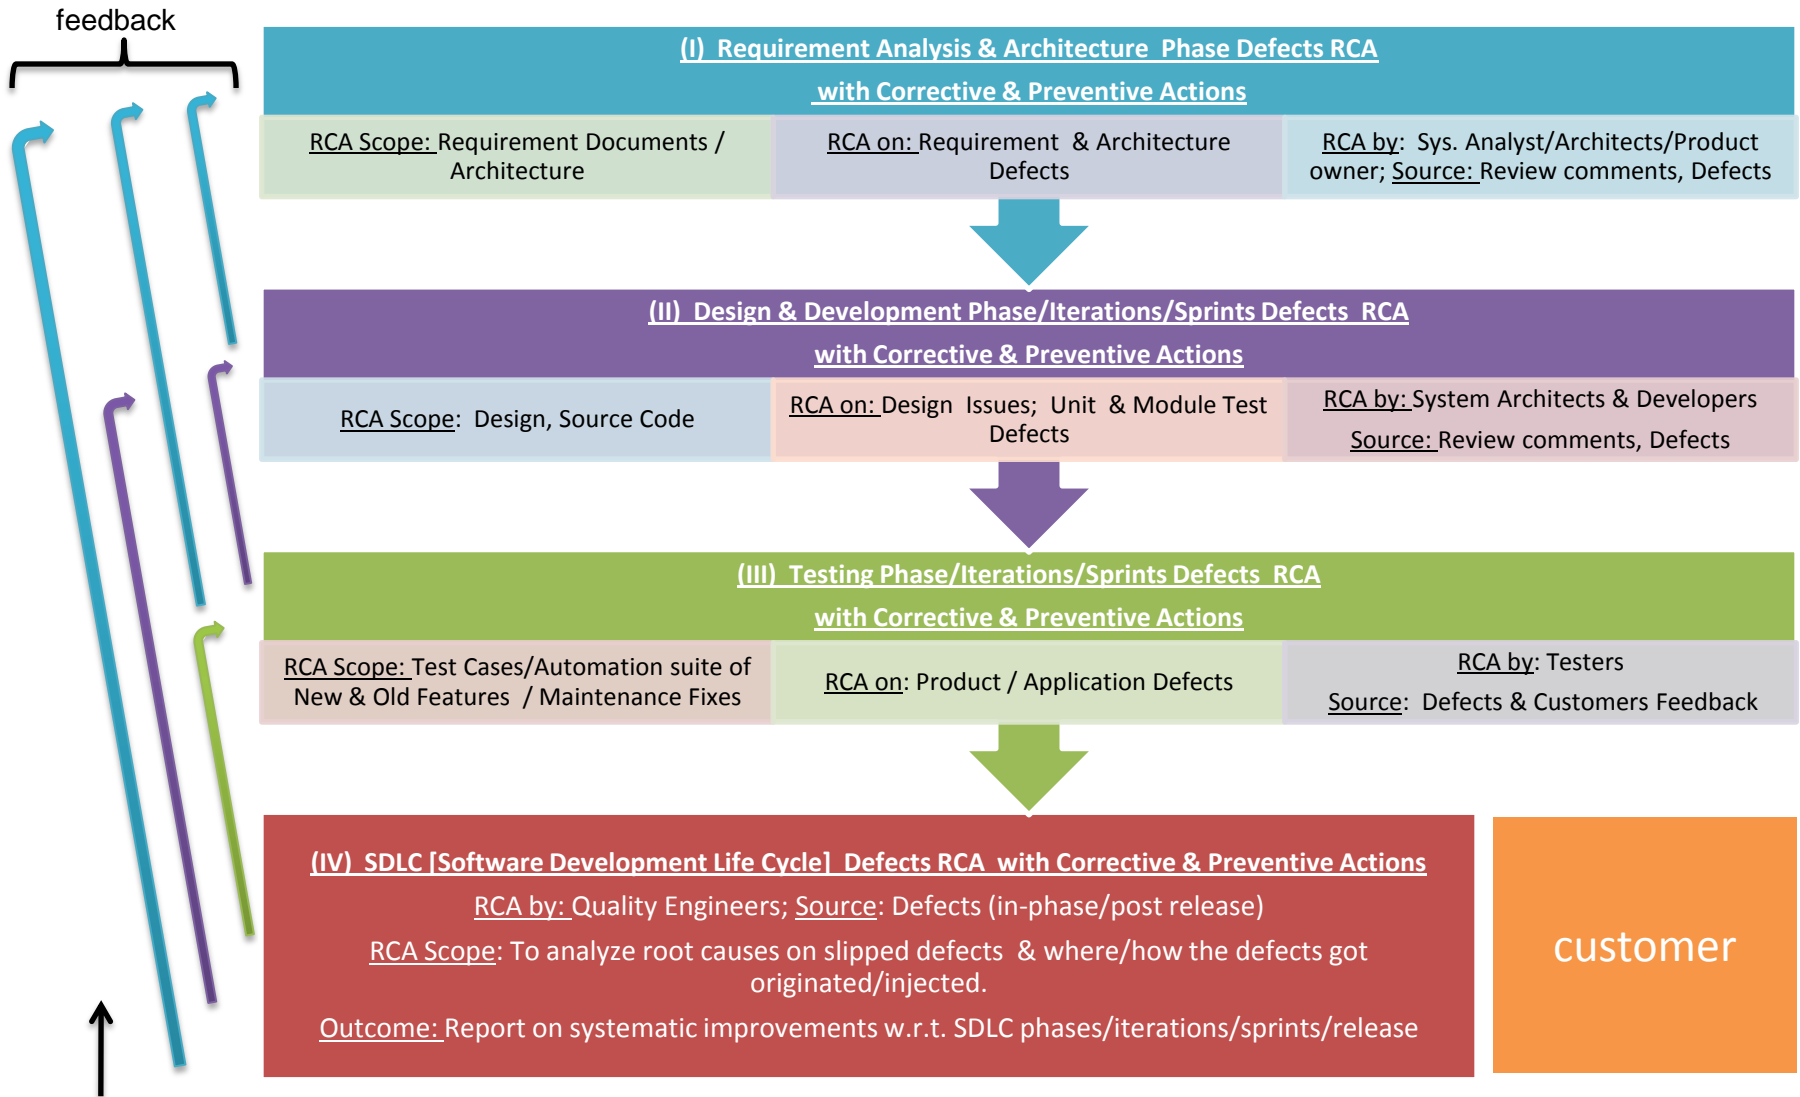 feedback
(I) Requirement Analysis & Architecture Phase Defects RCA
with Corrective & Preventive Actions
RCA Scope: Requirement Documents /
Architecture
RCA on: Requirement & Architecture
Defects
RCA by: Sys. Analyst/Architects/Product
owner; Source: Review comments, Defects
(II) Design & Development Phase/Iterations/Sprints Defects RCA
with Corrective & Preventive Actions
RCA Scope: Design, Source Code
RCA on: Design Issues; Unit & Module Test
Defects
RCA by: System Architects & Developers
Source: Review comments, Defects
(III) Testing Phase/Iterations/Sprints Defects RCA
with Corrective & Preventive Actions
RCA Scope: Test Cases/Automation suite of
New & Old Features / Maintenance Fixes
RCA on: Product / Application Defects
RCA by: Testers
Source: Defects & Customers Feedback
(IV) SDLC [Software Development Life Cycle] Defects RCA with Corrective & Preventive Actions
RCA by: Quality Engineers; Source: Defects (in-phase/post release)
RCA Scope: To analyze root causes on slipped defects & where/how the defects got
originated/injected.
Outcome: Report on systematic improvements w.r.t. SDLC phases/iterations/sprints/release
customer